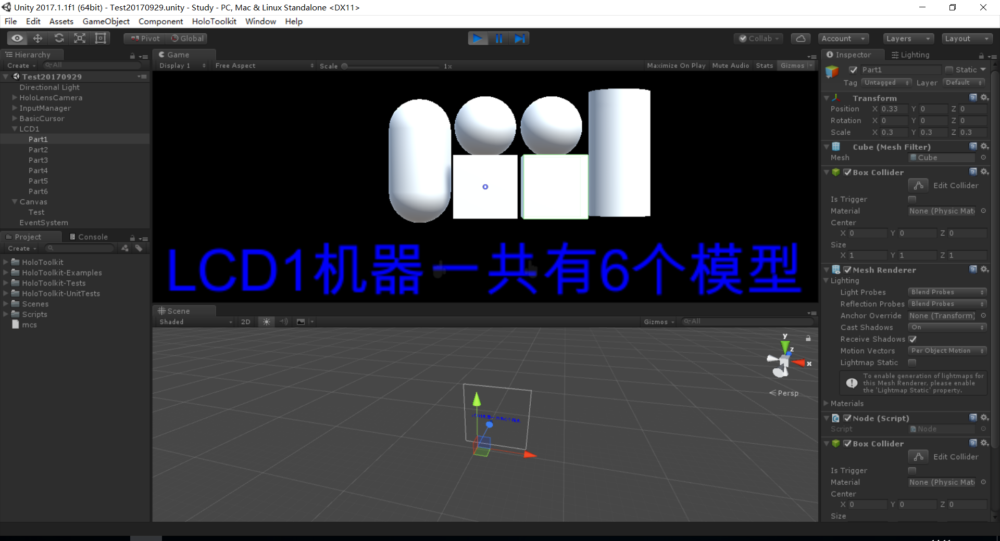 Unity 2017.1.1f1 (64bit) - Test20170929.unity - Study - PC, Mac & Linux Standalone <DX11>
File Edit Assets GameObject Component HoloToolkit Window Help
Pivot Global Collab Account Layers Layout
Hierarchy
Create All
Test20170929
Directional Light
HoloLensCamera
InputManager
BasicCursor
LCD1
Part1
Part2
Part3
Part4
Part5
Part6
Canvas
Test
EventSystem
Project Console
Create
HoloToolkit
HoloToolkit-Examples
HoloToolkit-Tests
HoloToolkit-UnitTests
Scenes
Scripts
mcs
Game
Display 1 Free Aspect Scale 1x Maximize On Play Mute Audio Stats Gizmos
LCD1机器一共有6个模型
Scene
Shaded 2D Gizmos All
y
z
x
Persp
Inspector Lighting
Part1 Static
Tag Untagged Layer Default
Transform
Position X 0.33 Y 0 Z 0
Rotation X 0 Y 0 Z 0
Scale X 0.3 Y 0.3 Z 0.3
Cube (Mesh Filter)
Mesh Cube
Box Collider
Edit Collider
Is Trigger
Material None (Physic Mat
Center
X 0 Y 0 Z 0
Size
X 1 Y 1 Z 1
Mesh Renderer
Lighting
Light Probes Blend Probes
Reflection Probes Blend Probes
Anchor Override None (Transform)
Cast Shadows On
Receive Shadows
Motion Vectors Per Object Motion
Lightmap Static
To enable generation of lightmaps for
this Mesh Renderer, please enable
the 'Lightmap Static' property.
Materials
Node (Script)
Script Node
Box Collider
Edit Collider
Is Trigger
Material None (Physic Mat
Center
X 0 Y 0 Z 0
Size